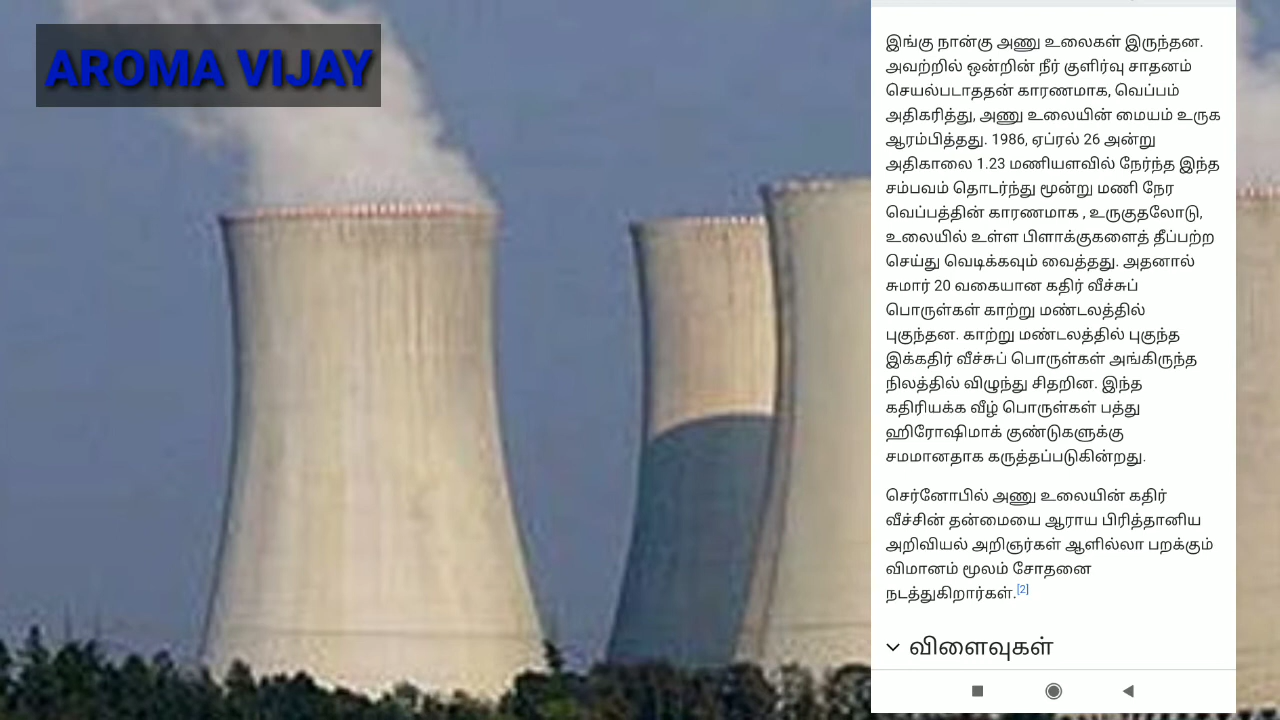 AROMA VIJAY
இங்கு நான்கு அணு உலைகள் இருந்தன.
அவற்றில் ஒன்றின் நீர் குளிர்வு சாதனம்
செயல்படாததன் காரணமாக, வெப்பம்
அதிகரித்து, அணு உலையின் மையம் உருக
ஆரம்பித்தது. 1986, ஏப்ரல் 26 அன்று
அதிகாலை 1.23 மணியளவில் நேர்ந்த இந்த
சம்பவம் தொடர்ந்து மூன்று மணி நேர
வெப்பத்தின் காரணமாக , உருகுதலோடு,
உலையில் உள்ள பிளாக்குகளைத் தீப்பற்ற
செய்து வெடிக்கவும் வைத்தது. அதனால்
சுமார் 20 வகையான கதிர் வீச்சுப்
பொருள்கள் காற்று மண்டலத்தில்
புகுந்தன. காற்று மண்டலத்தில் புகுந்த
இக்கதிர் வீச்சுப் பொருள்கள் அங்கிருந்த
நிலத்தில் விழுந்து சிதறின. இந்த
கதிரியக்க வீழ் பொருள்கள் பத்து
ஹிரோஷிமாக் குண்டுகளுக்கு
சமமானதாக கருத்தப்படுகின்றது.
செர்னோபில் அணு உலையின் கதிர்
வீச்சின் தன்மையை ஆராய பிரித்தானிய
அறிவியல் அறிஞர்கள் ஆளில்லா பறக்கும்
விமானம் மூலம் சோதனை
நடத்துகிறார்கள்.[2]
விளைவுகள்